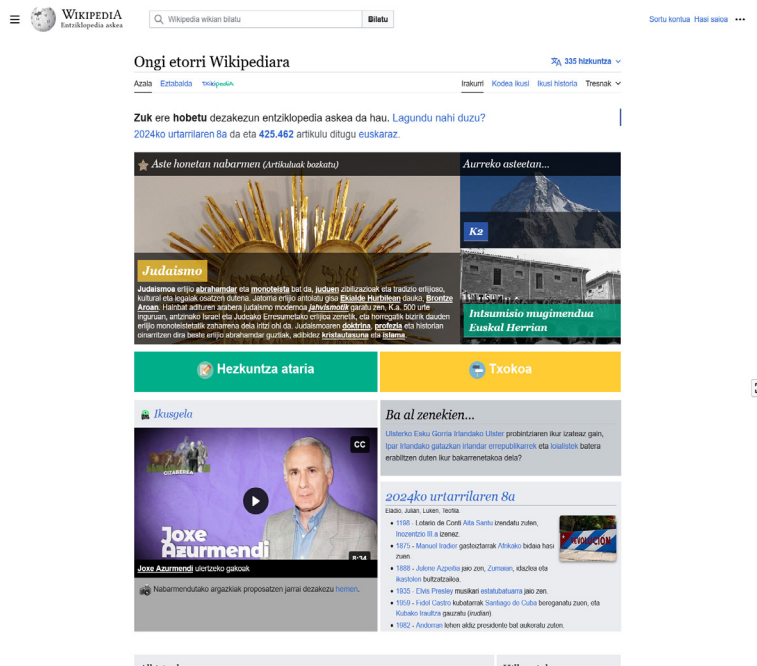 WIKIPEDIA
Entziklopedia askea
Wikipedia wikian bilatu
Bilatu
Sortu kontua Hasi saioa
Ongi etorri Wikipediara
335 hizkuntza
Azala Eztabaida Txikipedia
Irakurri Kodea ikusi Ikusi historia Tresnak
Zuk ere hobetu dezakezun entziklopedia askea da hau. Lagundu nahi duzu?
2024ko urtarrilaren 8a da eta 425.462 artikulu ditugu euskaraz.
Aste honetan nabarmen (Artikuluak bozkatu)
Judaismo
Judaismoa erlijio abrahamdar eta monoteista bat da, juduen zibilizazioak eta tradizio erlijioso,
kultural eta legalak osatzen dutena. Jatorria erlijio antolatu gisa Ekialde Hurbilean dauka, Brontze
Aroan. Hainbat adituren arabera judaismo modernoa jahvismotik garatu zen, K.a. 500 urte
inguruan, antzinako Israel eta Judeako Erresumetako erlijioa zenetik, eta horregatik bizirik dauden
erlijio monoteistetatik zaharrena dela iritzi ohi da. Judaismoaren doktrina, profezia eta historian
oinarritzen dira beste erlijio abrahamdar guztiak, adibidez kristautasuna eta islama.
Aurreko asteetan...
K2
Intsumisio mugimendua
Euskal Herrian
Hezkuntza ataria
Txokoa
Ikusgela
CC
GIZABEREA
Joxe
Azurmendi
8:34
Joxe Azurmendi ulertzeko gakoak
Nabarmendutako argazkiak proposatzen jarrai dezakezu hemen.
Ba al zenekien...
Ulsterko Esku Gorria Irlandako Ulster probintziaren ikur izateaz gain,
Ipar Irlandako gatazkan irlandar errepublikarrek eta loialistek batera
erabiltzen duten ikur bakarrenetakoa dela?
2024ko urtarrilaren 8a
Eladio, Julian, Luken, Teofila.
1198 - Lotario de Conti Aita Santu izendatu zuten,
Inozentzio III.a izenaz.
1875 - Manuel Iradier gasteiztarrak Afrikako bidaia hasi
zuen.
1888 - Julene Azpeitia jaio zen, Zumaian, idazlea eta
ikastolen bultzatzailea.
1935 - Elvis Presley musikari estatubatuarra jaio zen.
1959 - Fidel Castro kubatarrak Santiago de Cuba bereganatu zuen, eta
Kubako Iraultza gauzatu (irudian).
1982 - Andorran lehen aldiz presidente bat aukeratu zuten.
REVOLUCION